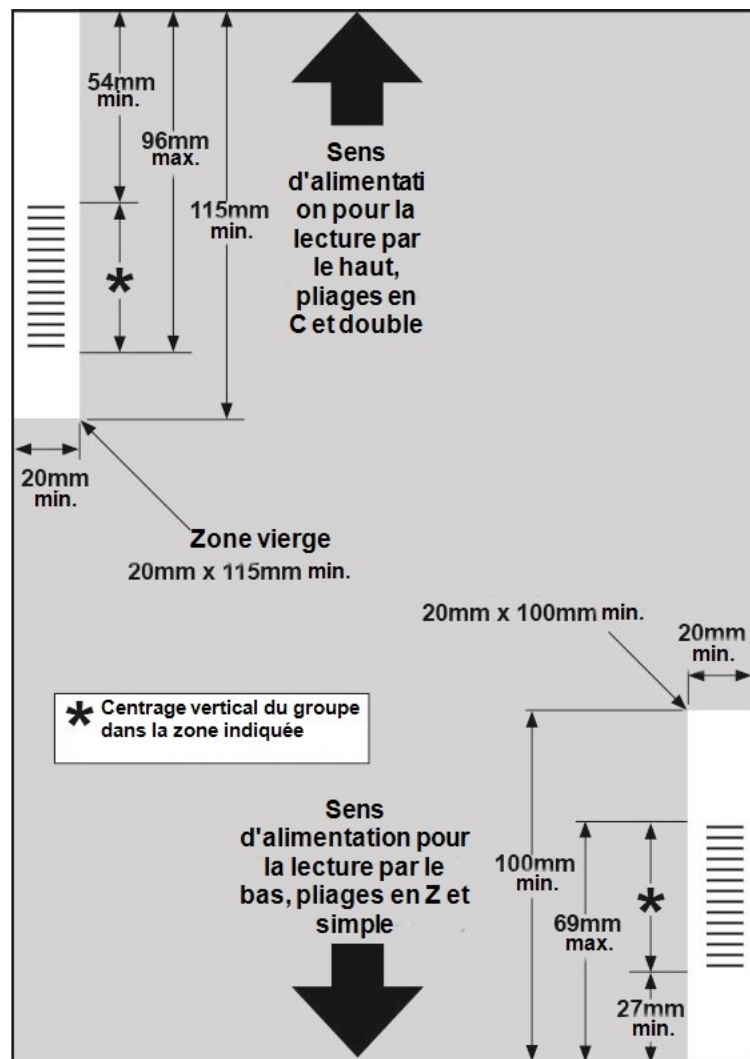 54mm
min.
96mm
max.
115mm
min.
Sens
d'alimentati
on pour la
lecture par
le haut,
pliages en
C et double
*
20mm
min.
Zone vierge
20mm x 115mm min.
20mm x 100mm min.
20mm
min.
* Centrage vertical du groupe
dans la zone indiquée
Sens
d'alimentation pour
la lecture par le
bas, pliages en Z et
simple
100mm
min.
69mm
max.
*
27mm
min.